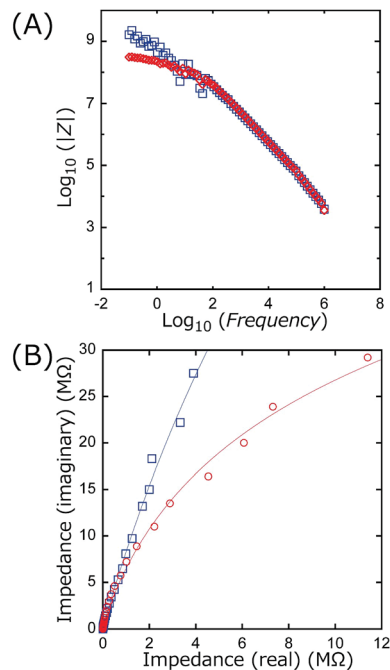 (A)
Log10 (|Z|)
9
7
5
4
3
1
-2 0 2 4 6 8
Log10 (Frequency)
(B)
Impedance (imaginary) (MΩ)
30
25
20
15
10
5
0
0 2 4 6 8 10 12
Impedance (real) (MΩ)